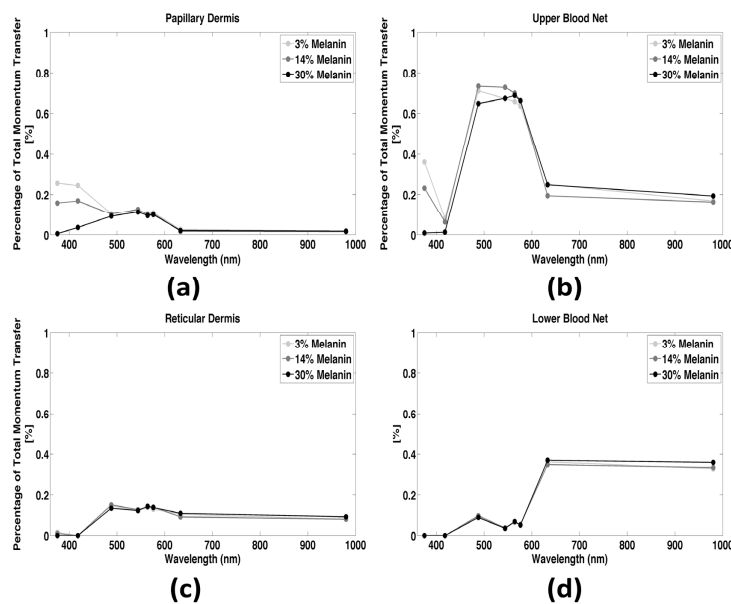 Papillary Dermis
Percentage of Total Momentum Transfer
[%]
1
0.8
0.6
0.4
0.2
0
3% Melanin
14% Melanin
30% Melanin
400 500 600 700 800 900 1000
Wavelength (nm)
(a)
Upper Blood Net
Percentage of Total Momentum Transfer
[%]
1
0.8
0.6
0.4
0.2
0
3% Melanin
14% Melanin
30% Melanin
400 500 600 700 800 900 1000
Wavelength (nm)
(b)
Reticular Dermis
Percentage of Total Momentum Transfer
[%]
1
0.8
0.6
0.4
0.2
0
3% Melanin
14% Melanin
30% Melanin
400 500 600 700 800 900 1000
Wavelength (nm)
(c)
Lower Blood Net
[%]
1
0.8
0.6
0.4
0.2
0
3% Melanin
14% Melanin
30% Melanin
400 500 600 700 800 900 1000
Wavelength (nm)
(d)